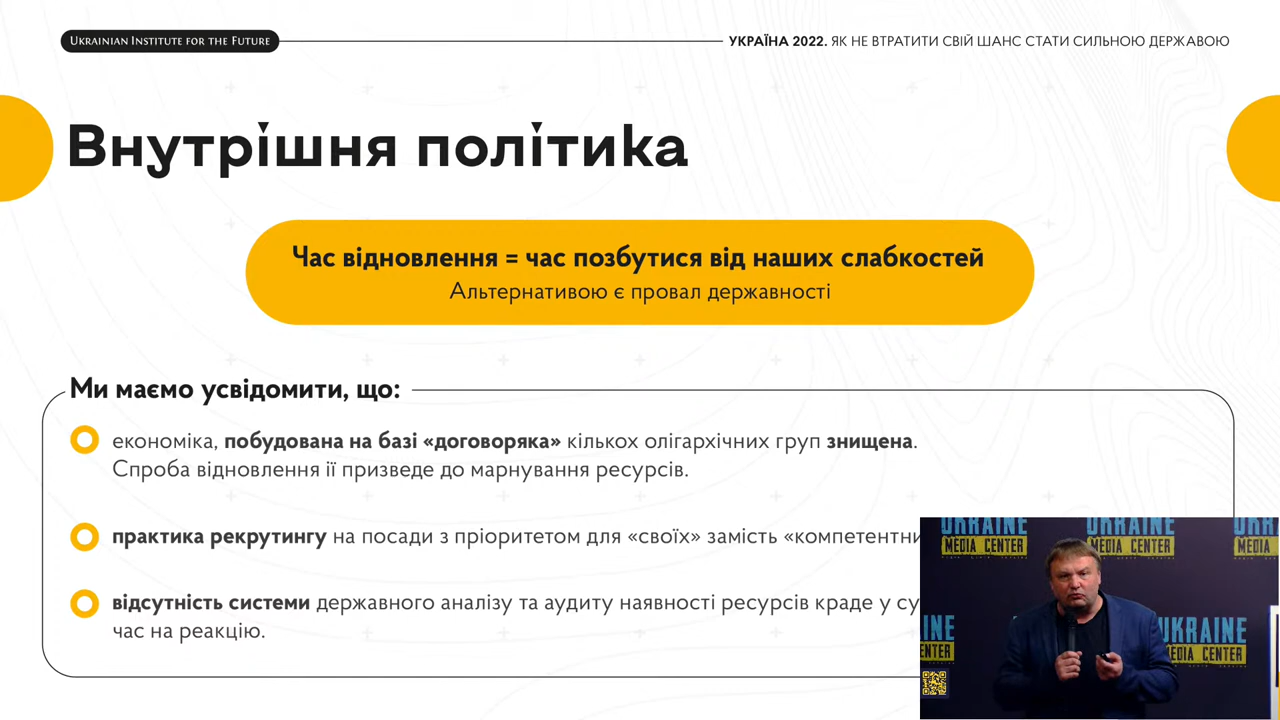 UKRAINIAN INSTITUTE FOR THE FUTURE
УКРАЇНА 2022. ЯК НЕ ВТРАТИТИ СВІЙ ШАНС СТАТИ СИЛЬНОЮ ДЕРЖАВОЮ
Внутрішня політика
Час відновлення = час позбутися від наших слабкостей
Альтернативою є провал державності
Ми маємо усвідомити, що:
економіка, побудована на базі «договоряка» кількох олігархічних груп знищена.
Спроба відновлення її призведе до марнування ресурсів.
практика рекрутингу на посади з пріоритетом для «своїх» замість
відсутність системи державного аналізу та аудиту наявності ресурсів краде у
час на реакцію.
UKRAINE UKRAINE
MEDIA CENTER MEDIA CENTER MEDIA
UKRAINE
MEDIA CENTER